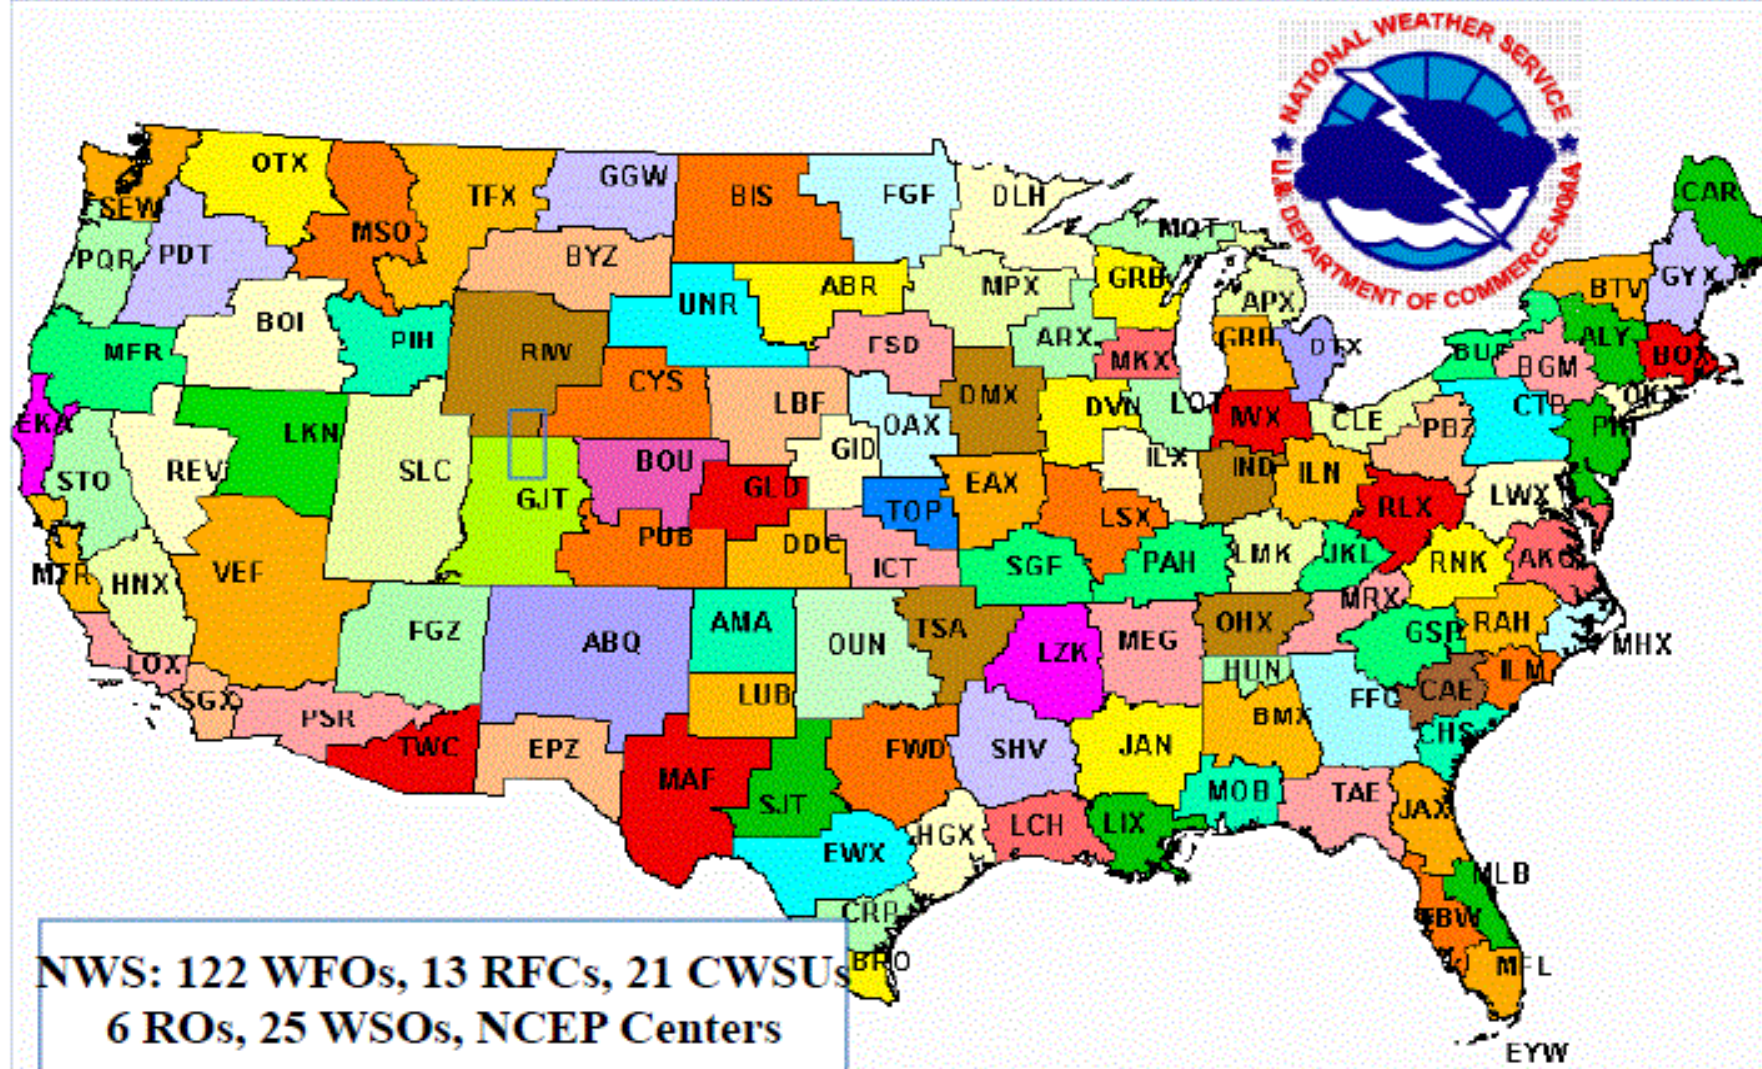 NATIONAL WEATHER SERVICE
U.S. DEPARTMENT OF COMMERCE-NOAA
CAR
OTX
GGW
TFX
BIS
FGF
DLH
SEW
MSO
MQT
PQR
PDT
BYZ
GYX
GRB
BTV
UNR
ABR
MPX
APX
BOI
PIH
RIW
FSD
ARX
GRR
DTX
ALY
MFR
MKX
BUF
BGM
BOX
CYS
LBF
DMX
DVN
LOT
IWX
CLE
CTP
OKX
EKA
LKN
OAX
PBZ
PHI
STO
REV
SLC
BOU
GID
ILX
IND
ILN
GJT
GLD
EAX
LWX
TOP
LSX
RLX
PUB
DDC
VEF
HNX
MTR
ICT
SGF
PAH
LMK
JKL
RNK
AKQ
MRX
FGZ
ABQ
AMA
OUN
TSA
LZK
MEG
OHX
GSP
RAH
MHX
LOX
SGX
LUB
HUN
FFC
CAE
ILM
PSR
TWC
EPZ
FWD
SHV
JAN
BMX
CHS
MAF
SJT
MOB
TAE
JAX
EWX
HGX
LCH
LIX
MLB
CRP
TBW
BRO
MFL
EYW
NWS: 122 WFOs, 13 RFCs, 21 CWSUs
6 ROs, 25 WSOs, NCEP Centers